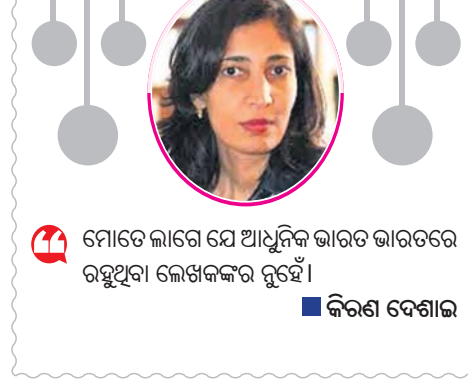 ମୋତେ ଲାଗେ ଯେ ଆଧୁନିକ ଭାରତ ଭାରତରେ
ରହୁଥିବା ଲେଖକଙ୍କର ନୁହେଁ।
କିରଣ ଦେଶାଇ